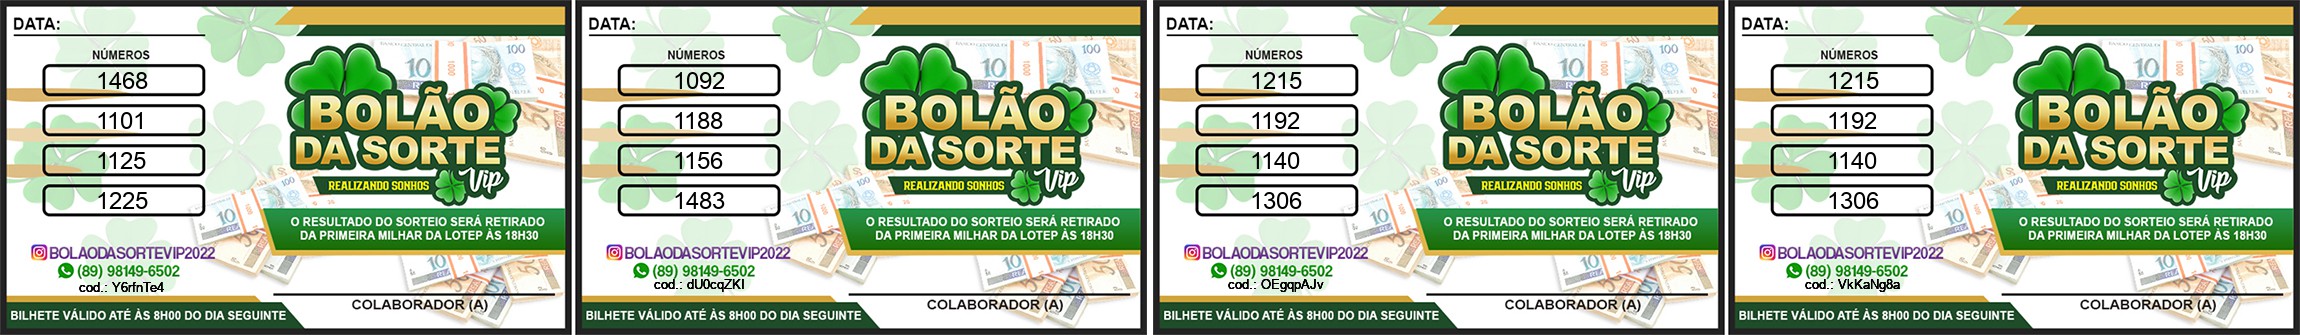 DATA:
NÚMEROS
1468
1101
1125
1225
BOLÃO
DA SORTE
REALIZANDO SONHOS
Vip
O RESULTADO DO SORTEIO SERÁ RETIRADO
DA PRIMEIRA MILHAR DA LOTEP ÀS 18H30
BOLAODASORTEVIP2022
(89) 98149-6502
cod.: Y6rfnTe4
COLABORADOR (A)
BILHETE VÁLIDO ATÉ ÀS 8H00 DO DIA SEGUINTE
DATA:
NÚMEROS
1092
1188
1156
1483
BOLÃO
DA SORTE
REALIZANDO SONHOS
Vip
O RESULTADO DO SORTEIO SERÁ RETIRADO
DA PRIMEIRA MILHAR DA LOTEP ÀS 18H30
BOLAODASORTEVIP2022
(89) 98149-6502
COLABORADOR (A)
BILHETE VÁLIDO ATÉ ÀS 8H00 DO DIA SEGUINTE
DATA:
NÚMEROS
1215
1192
1140
1306
BOLÃO
DA SORTE
REALIZANDO SONHOS
Vip
O RESULTADO DO SORTEIO SERÁ RETIRADO
DA PRIMEIRA MILHAR DA LOTEP ÀS 18H30
BOLAODASORTEVIP2022
(89) 98149-6502
cod.: OEgqpAJv
COLABORADOR (A)
BILHETE VÁLIDO ATÉ ÀS 8H00 DO DIA SEGUINTE
DATA:
NÚMEROS
1215
1192
1140
1306
BOLÃO
DA SORTE
REALIZANDO SONHOS
Vip
O RESULTADO DO SORTEIO SERÁ RETIRADO
DA PRIMEIRA MILHAR DA LOTEP ÀS 18H30
BOLAODASORTEVIP2022
(89) 98149-6502
cod.: VkKaNg8a
COLABORADOR (A)
BILHETE VÁLIDO ATÉ ÀS 8H00 DO DIA SEGUINTE